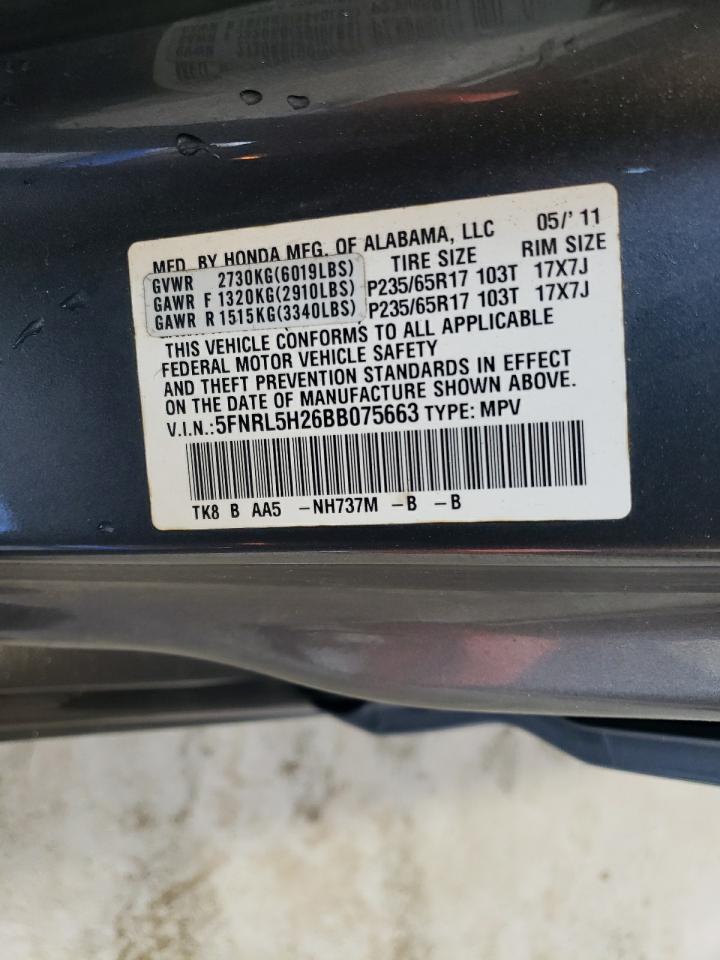 MFD. BY HONDA MFG. OF ALABAMA, LLC 05/'11
TIRE SIZE RIM SIZE
GVWR 2730KG(6019LBS)
GAWR F 1320KG(2910LBS) P235/65R17 103T 17X7J
GAWR R 1515KG(3340LBS) P235/65R17 103T 17X7J
THIS VEHICLE CONFORMS TO ALL APPLICABLE
FEDERAL MOTOR VEHICLE SAFETY
AND THEFT PREVENTION STANDARDS IN EFFECT
ON THE DATE OF MANUFACTURE SHOWN ABOVE.
V.I.N.:5FNRL5H26BB075663 TYPE: MPV
TK8 B AA5 -NH737M -B -B